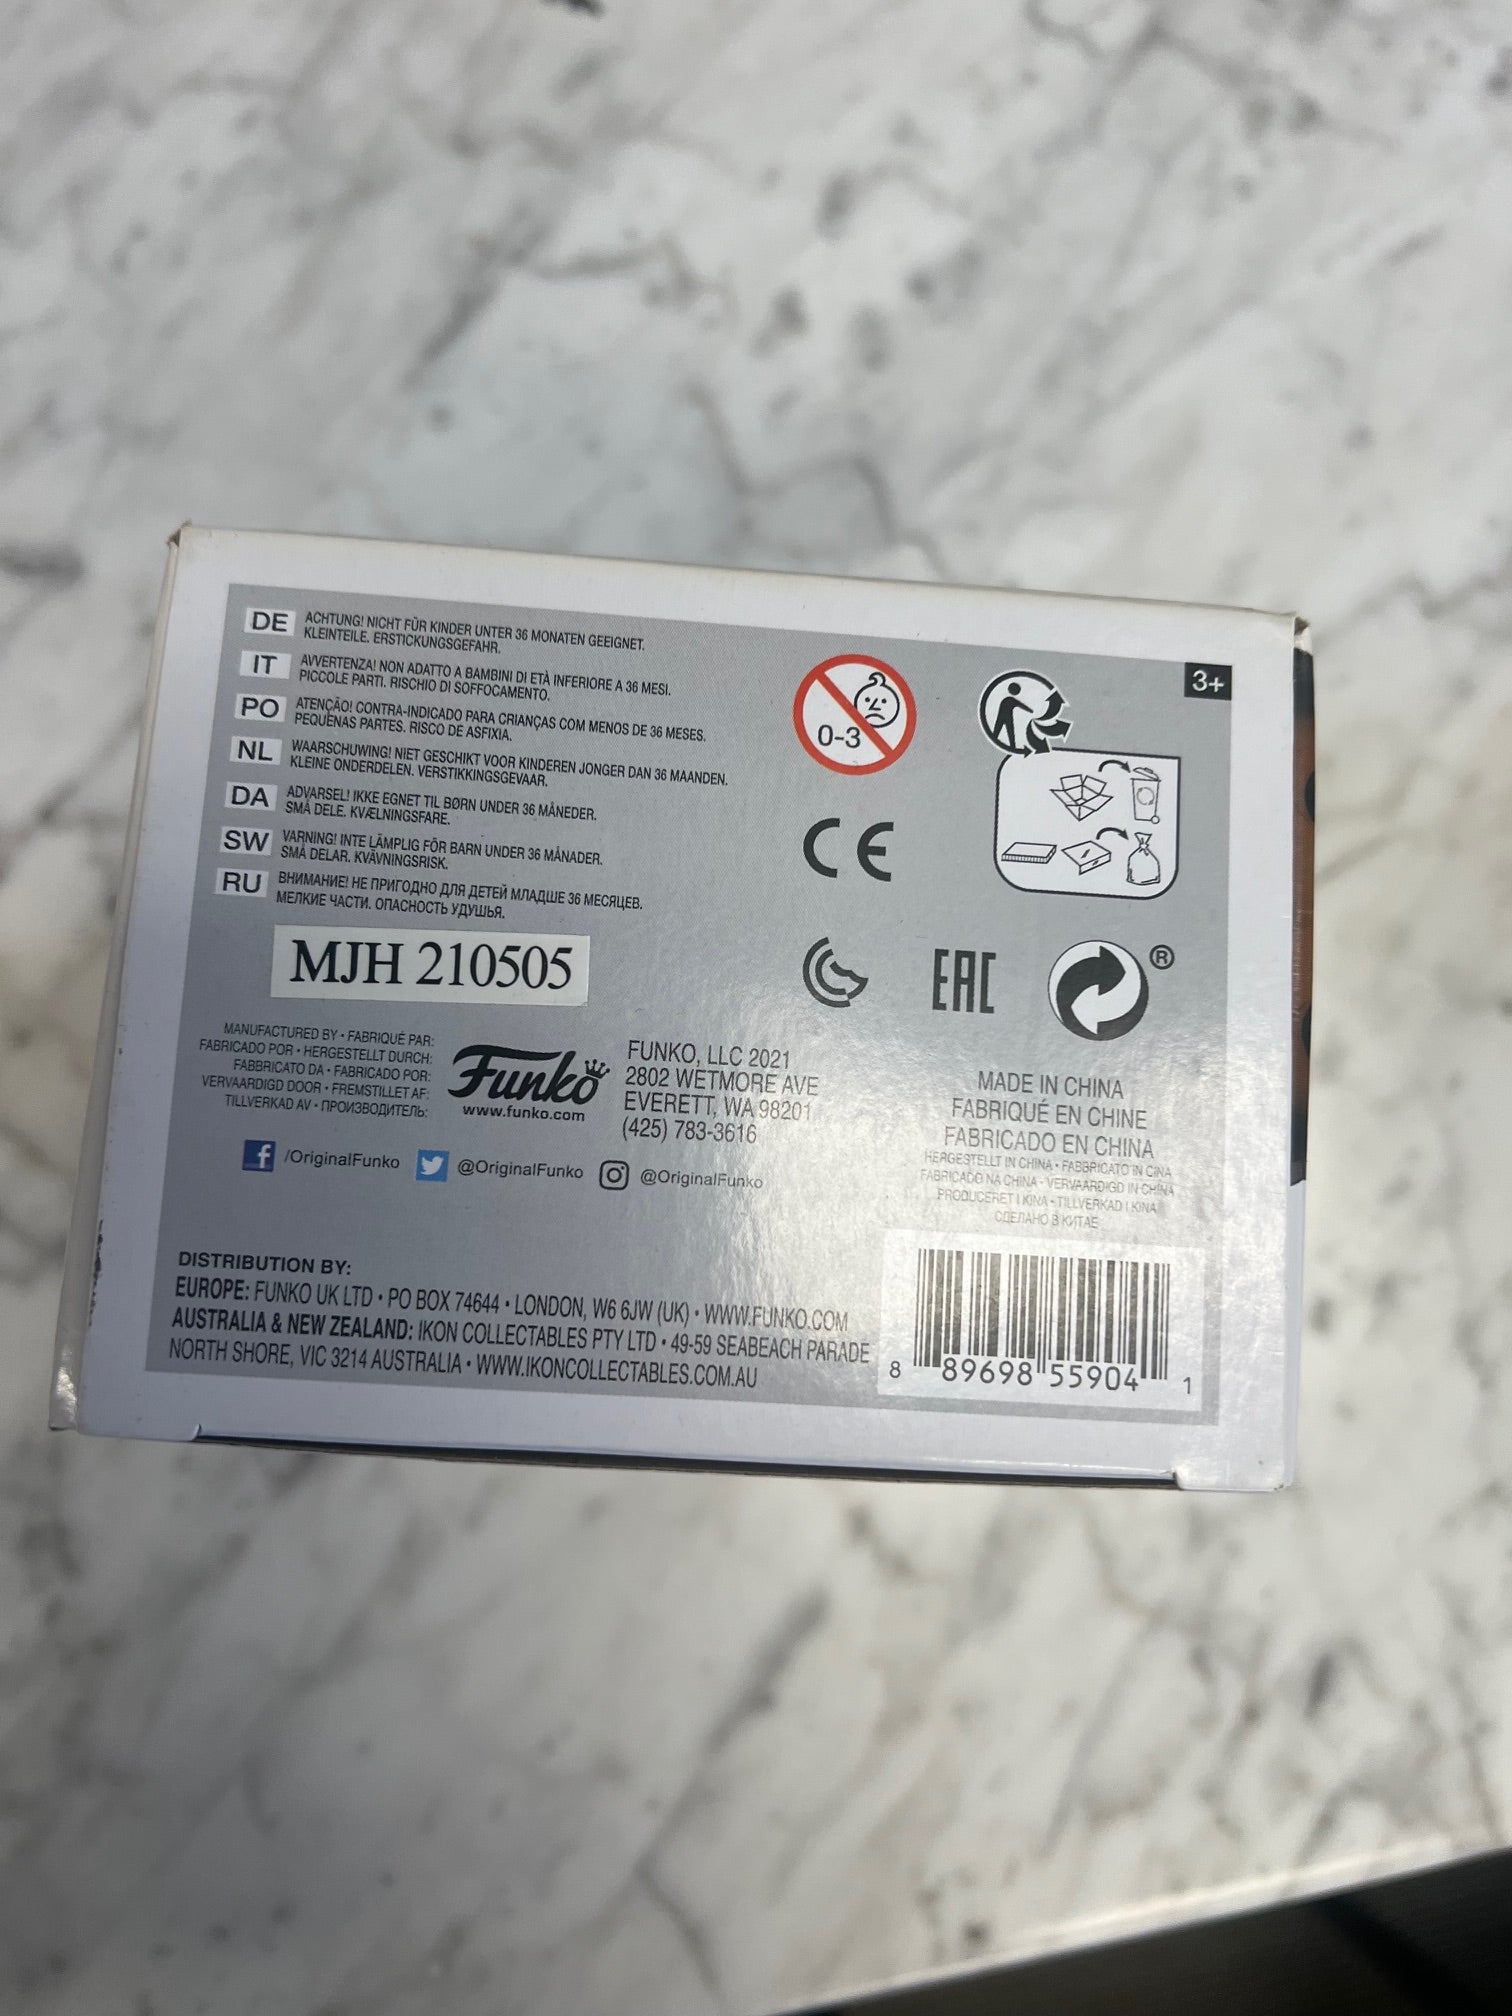 DE ACHTUNG! NICHT FÜR KINDER UNTER 36 MONATEN GEEIGNET.
KLEINTEILE. ERSTICKUNGSGEFAHR.
IT AVVERTENZA! NON ADATTO A BAMBINI DI ETÀ INFERIORE A 36 MESI.
PICCOLE PARTI. RISCHIO DI SOFFOCAMENTO.
PO ATENÇÃO! CONTRA-INDICADO PARA CRIANÇAS COM MENOS DE 36 MESES.
PEQUENAS PARTES. RISCO DE ASFIXIA.
NL WAARSCHUWING! NIET GESCHIKT VOOR KINDEREN JONGER DAN 36 MAANDEN.
KLEINE ONDERDELEN. VERSTIKKINGSGEVAAR.
DA ADVARSEL! IKKE EGNET TIL BØRN UNDER 36 MÅNEDER.
SMÅ DELE. KVÆLNINGSFARE.
SW VARNING! INTE LÄMPLIG FÖR BARN UNDER 36 MÅNADER.
SMÅ DELAR. KVÄVNINGSRISK.
RU ВНИМАНИЕ! НЕ ПРИГОДНО ДЛЯ ДЕТЕЙ МЛАДШЕ 36 МЕСЯЦЕВ.
МЕЛКИЕ ЧАСТИ. ОПАСНОСТЬ УДУШЬЯ.
0-3
3+
CE
MJH 210505
EAC
®
MANUFACTURED BY • FABRIQUÉ PAR:
FABRICADO POR • HERGESTELLT DURCH:
FABBRICATO DA • FABRICADO POR:
VERVAARDIGD DOOR • FREMSTILLET AF:
TILLVERKAD AV • ПРОИЗВОДИТЕЛЬ:
Funko
www.funko.com
FUNKO, LLC 2021
2802 WETMORE AVE
EVERETT, WA 98201
(425) 783-3616
MADE IN CHINA
FABRIQUÉ EN CHINE
FABRICADO EN CHINA
HERGESTELLT IN CHINA • FABBRICATO IN CINA
FABRICADO NA CHINA • VERVAARDIGD IN CHINA
PRODUCERET I KINA • TILLVERKAD I KINA
СДЕЛАНО В КИТАЕ
/OriginalFunko @OriginalFunko @OriginalFunko
DISTRIBUTION BY:
EUROPE: FUNKO UK LTD • PO BOX 74644 • LONDON, W6 6JW (UK) • WWW.FUNKO.COM
AUSTRALIA & NEW ZEALAND: IKON COLLECTABLES PTY LTD • 49-59 SEABEACH PARADE
NORTH SHORE, VIC 3214 AUSTRALIA • WWW.IKONCOLLECTABLES.COM.AU
8 89698 55904 1